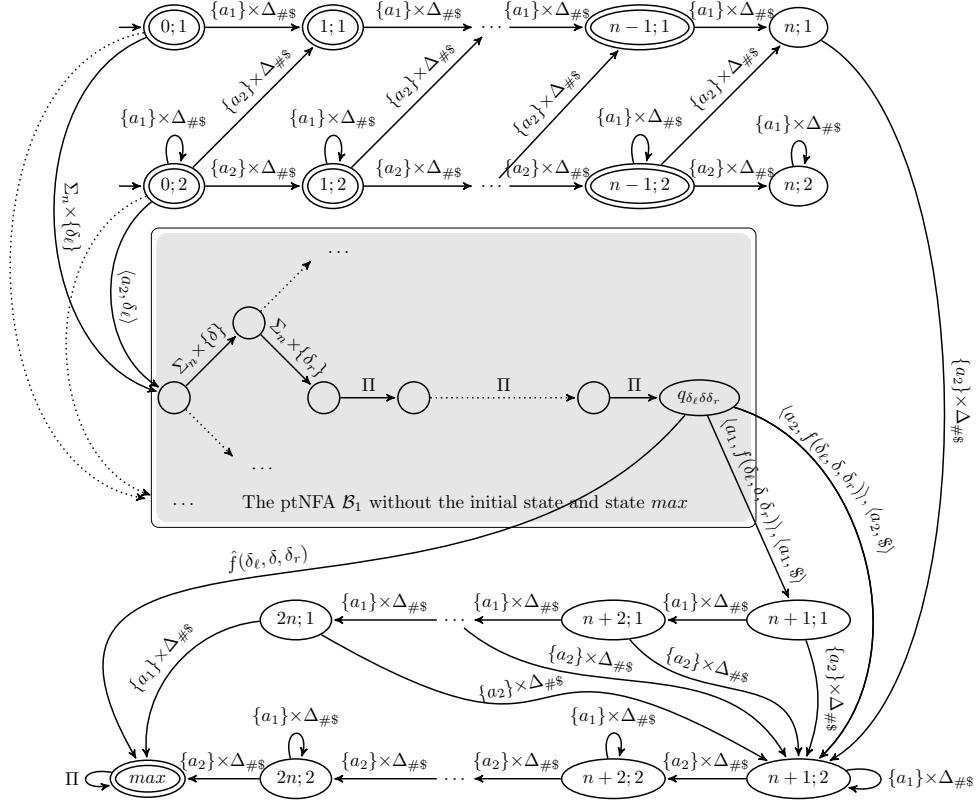 {a₁}×Δ#$ {a₁}×Δ#$ {a₁}×Δ#$ {a₁}×Δ#$
0; 1 1; 1 ··· n−1; 1 n; 1
{a₂}×Δ#$ {a₂}×Δ#$ {a₂}×Δ#$ {a₂}×Δ#$
{a₁}×Δ#$ {a₁}×Δ#$ {a₁}×Δ#$ {a₁}×Δ#$
{a₂}×Δ#$ {a₂}×Δ#$ {a₂}×Δ#$ {a₂}×Δ#$
0; 2 1; 2 ··· n−1; 2 n; 2
Σₙ×{δℓ}
⟨a₂, δℓ⟩
···
Σₙ×{δ} Σₙ×{δᵣ}
Π Π Π
q_{δℓδδᵣ}
{a₂}×Δ#$
⟨a₁, f(δℓ, δ, δᵣ)⟩, ⟨a₁, $⟩
⟨a₂, f(δℓ, δ, δᵣ)⟩, ⟨a₂, $⟩
···
··· The ptNFA ℬ₁ without the initial state and state max
f̂(δℓ, δ, δᵣ)
{a₁}×Δ#$ {a₁}×Δ#$ {a₁}×Δ#$
2n; 1 ··· n + 2; 1 n + 1; 1
{a₁}×Δ#$
{a₂}×Δ#$ {a₂}×Δ#$ {a₂}×Δ#$
{a₂}×Δ#$
{a₁}×Δ#$ {a₁}×Δ#$
{a₂}×Δ#$ {a₂}×Δ#$ {a₂}×Δ#$ {a₂}×Δ#$
Π max 2n; 2 ··· n + 2; 2 n + 1; 2 {a₁}×Δ#$